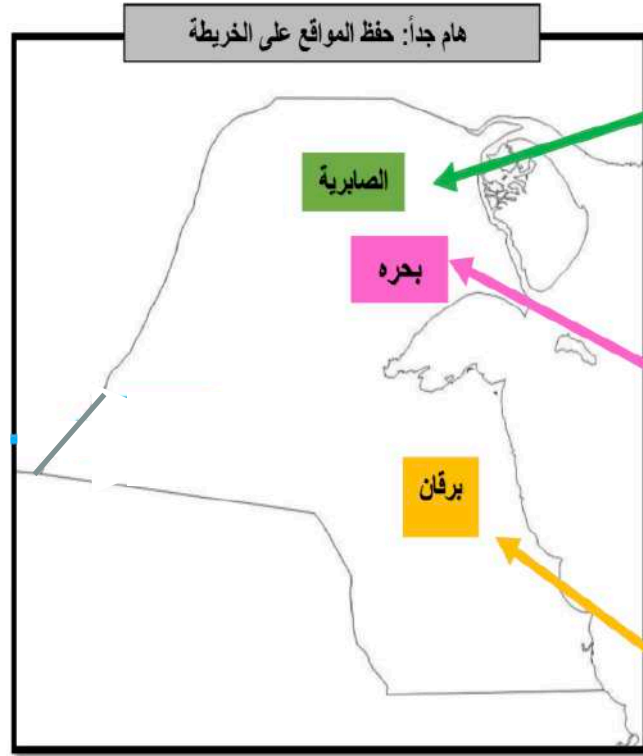 هام جداً: حفظ المواقع على الخريطة
الصابرية
بحره
برقان